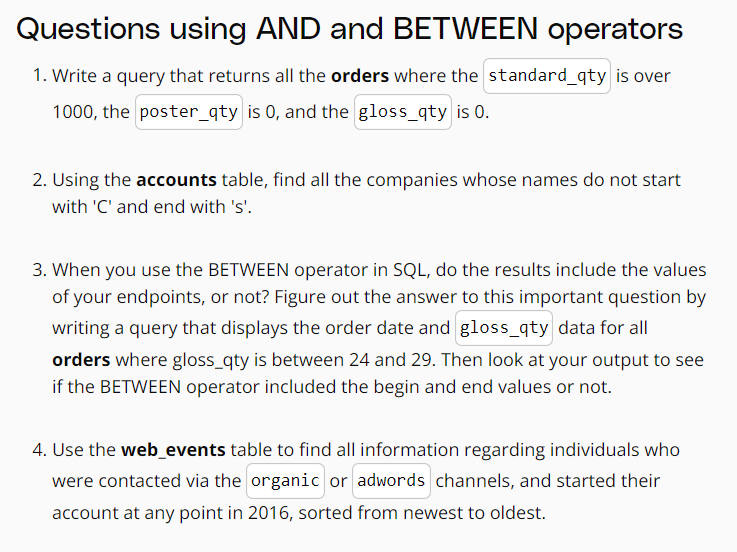 Questions using AND and BETWEEN operators
1. Write a query that returns all the orders where the standard_qty is over
1000, the poster_qty is 0, and the gloss_qty is 0.
2. Using the accounts table, find all the companies whose names do not start
with 'C' and end with 's'.
3. When you use the BETWEEN operator in SQL, do the results include the values
of your endpoints, or not? Figure out the answer to this important question by
writing a query that displays the order date and gloss_qty data for all
orders where gloss_qty is between 24 and 29. Then look at your output to see
if the BETWEEN operator included the begin and end values or not.
4. Use the web_events table to find all information regarding individuals who
were contacted via the organic or adwords channels, and started their
account at any point in 2016, sorted from newest to oldest.